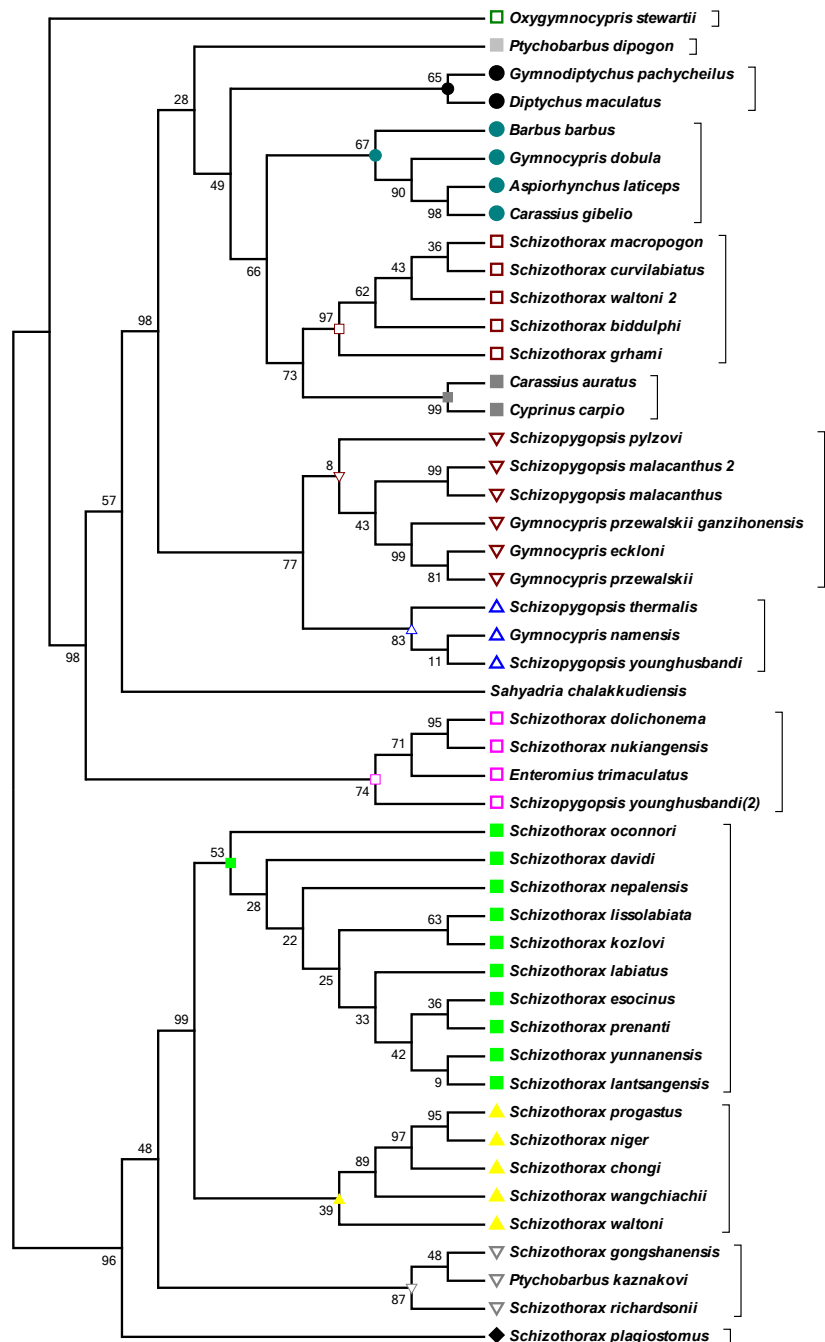 Oxygymnocypris stewartii
Ptychobarbus dipogon
65 Gymnodiptychus pachycheilus
28 Diptychus maculatus
Barbus barbus
67
Gymnocypris dobula
49 90 Aspiorhynchus laticeps
98 Carassius gibelio
36 Schizothorax macropogon
66 43 Schizothorax curvilabiatus
62 Schizothorax waltoni 2
97 Schizothorax biddulphi
98
Schizothorax grhami
73 Carassius auratus
99 Cyprinus carpio
Schizopygopsis pylzovi
8 99 Schizopygopsis malacanthus 2
57 Schizopygopsis malacanthus
43 Gymnocypris przewalskii ganzihonensis
77 99 Gymnocypris eckloni
81 Gymnocypris przewalskii
Schizopygopsis thermalis
83 Gymnocypris namensis
98 11 Schizopygopsis younghusbandi
Sahyadria chalakkudiensis
95 Schizothorax dolichonema
71 Schizothorax nukiangensis
Enteromius trimaculatus
74 Schizopygopsis younghusbandi(2)
Schizothorax oconnori
53 Schizothorax davidi
28 Schizothorax nepalensis
22 63 Schizothorax lissolabiata
Schizothorax kozlovi
25 Schizothorax labiatus
36 Schizothorax esocinus
99 33 Schizothorax prenanti
42 Schizothorax yunnanensis
9 Schizothorax lantsangensis
95 Schizothorax progastus
97 Schizothorax niger
48 89 Schizothorax chongi
Schizothorax wangchiachii
39 Schizothorax waltoni
48 Schizothorax gongshanensis
96 Ptychobarbus kaznakovi
87 Schizothorax richardsonii
Schizothorax plagiostomus